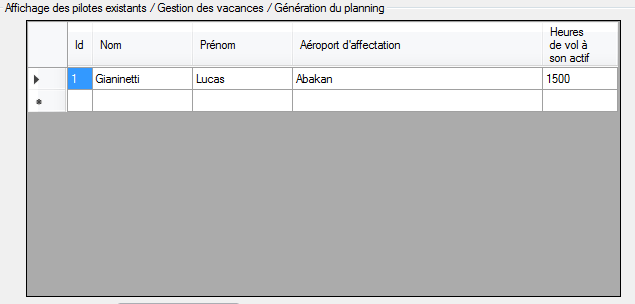 Affichage des pilotes existants / Gestion des vacances / Génération du planning
Id Nom Prénom Aéroport d'affectation Heures de vol à son actif
1 Gianinetti Lucas Abakan 1500